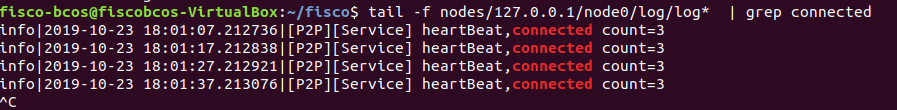 fisco-bcos@fiscobcos-VirtualBox:~/fisco$ tail -f nodes/127.0.0.1/node0/log/log*  | grep connected
info|2019-10-23 18:01:07.212736|[P2P][Service] heartBeat,connected count=3
info|2019-10-23 18:01:17.212838|[P2P][Service] heartBeat,connected count=3
info|2019-10-23 18:01:27.212921|[P2P][Service] heartBeat,connected count=3
info|2019-10-23 18:01:37.213076|[P2P][Service] heartBeat,connected count=3
^C